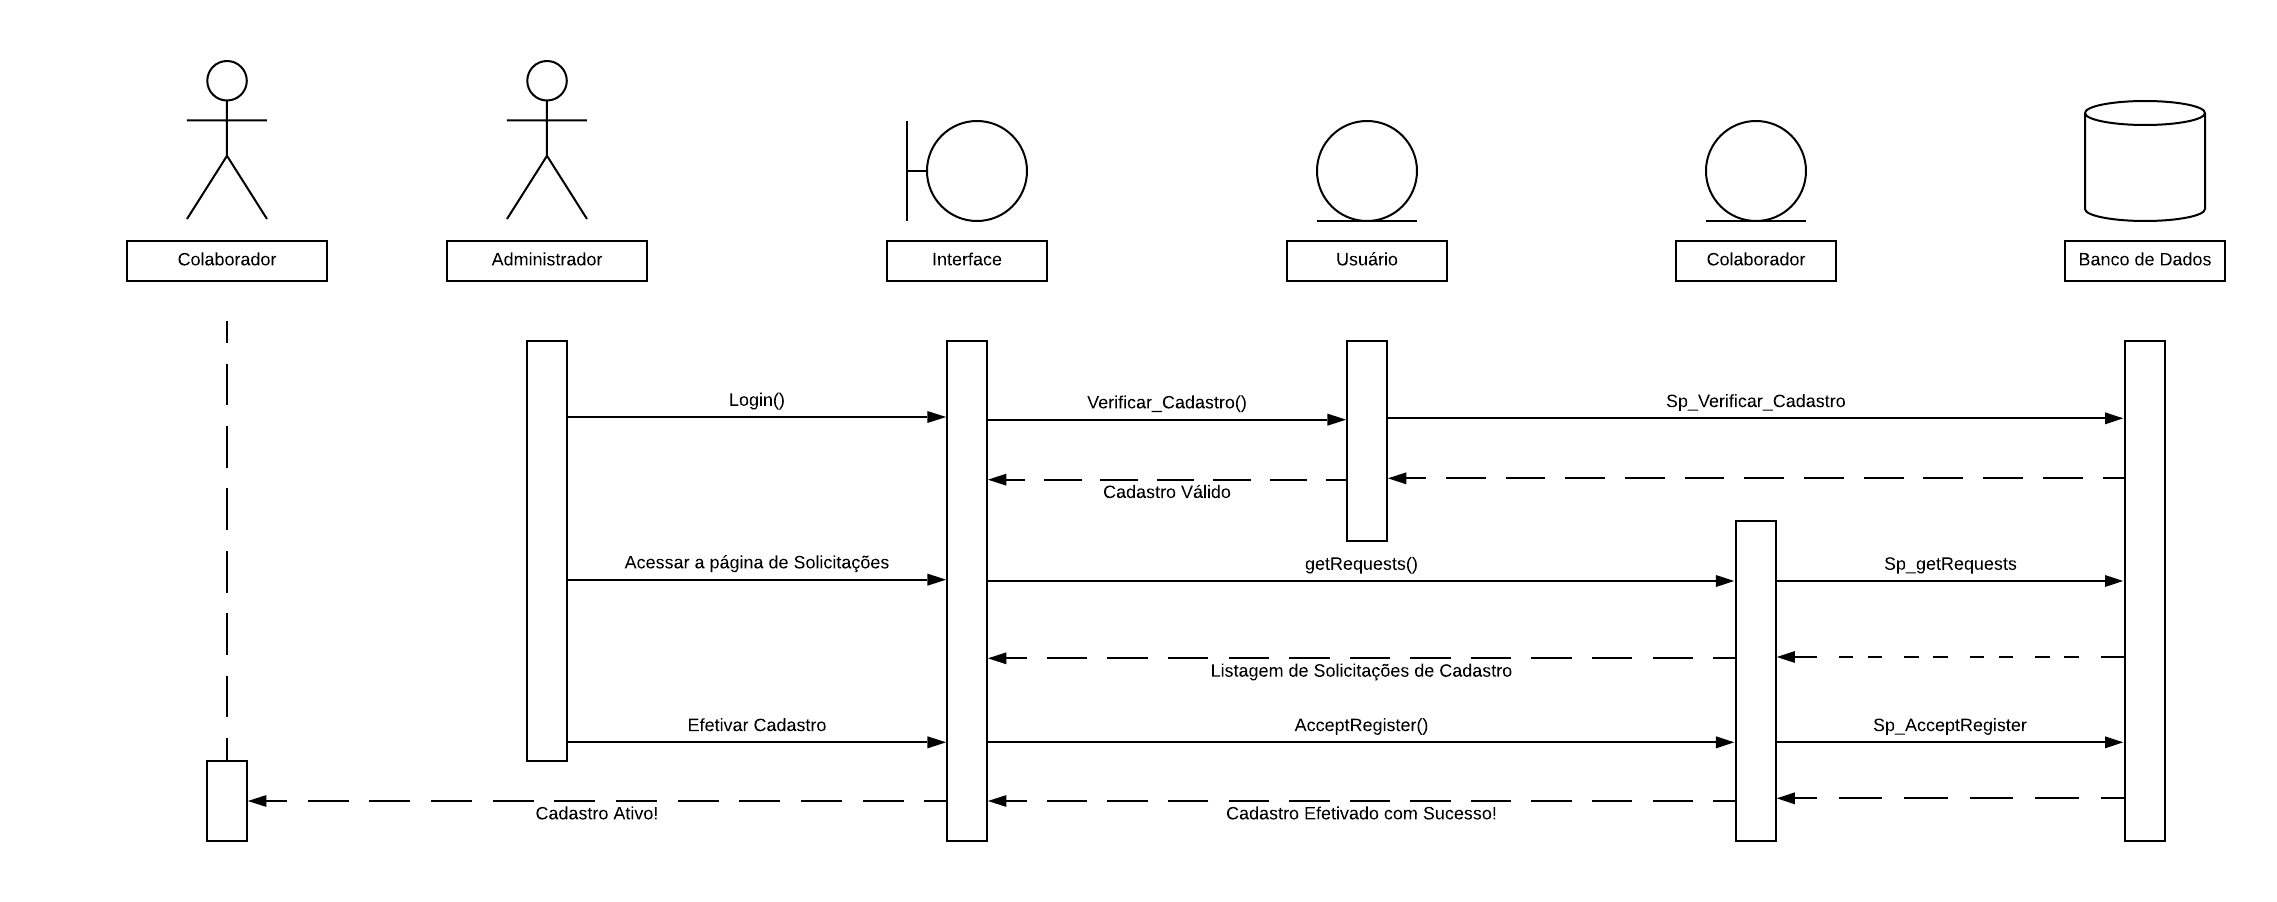 Colaborador
Administrador
Interface
Usuário
Colaborador
Banco de Dados
Login()
Verificar_Cadastro()
Sp_Verificar_Cadastro
Cadastro Válido
Acessar a página de Solicitações
getRequests()
Sp_getRequests
Listagem de Solicitações de Cadastro
Efetivar Cadastro
AcceptRegister()
Sp_AcceptRegister
Cadastro Ativo!
Cadastro Efetivado com Sucesso!